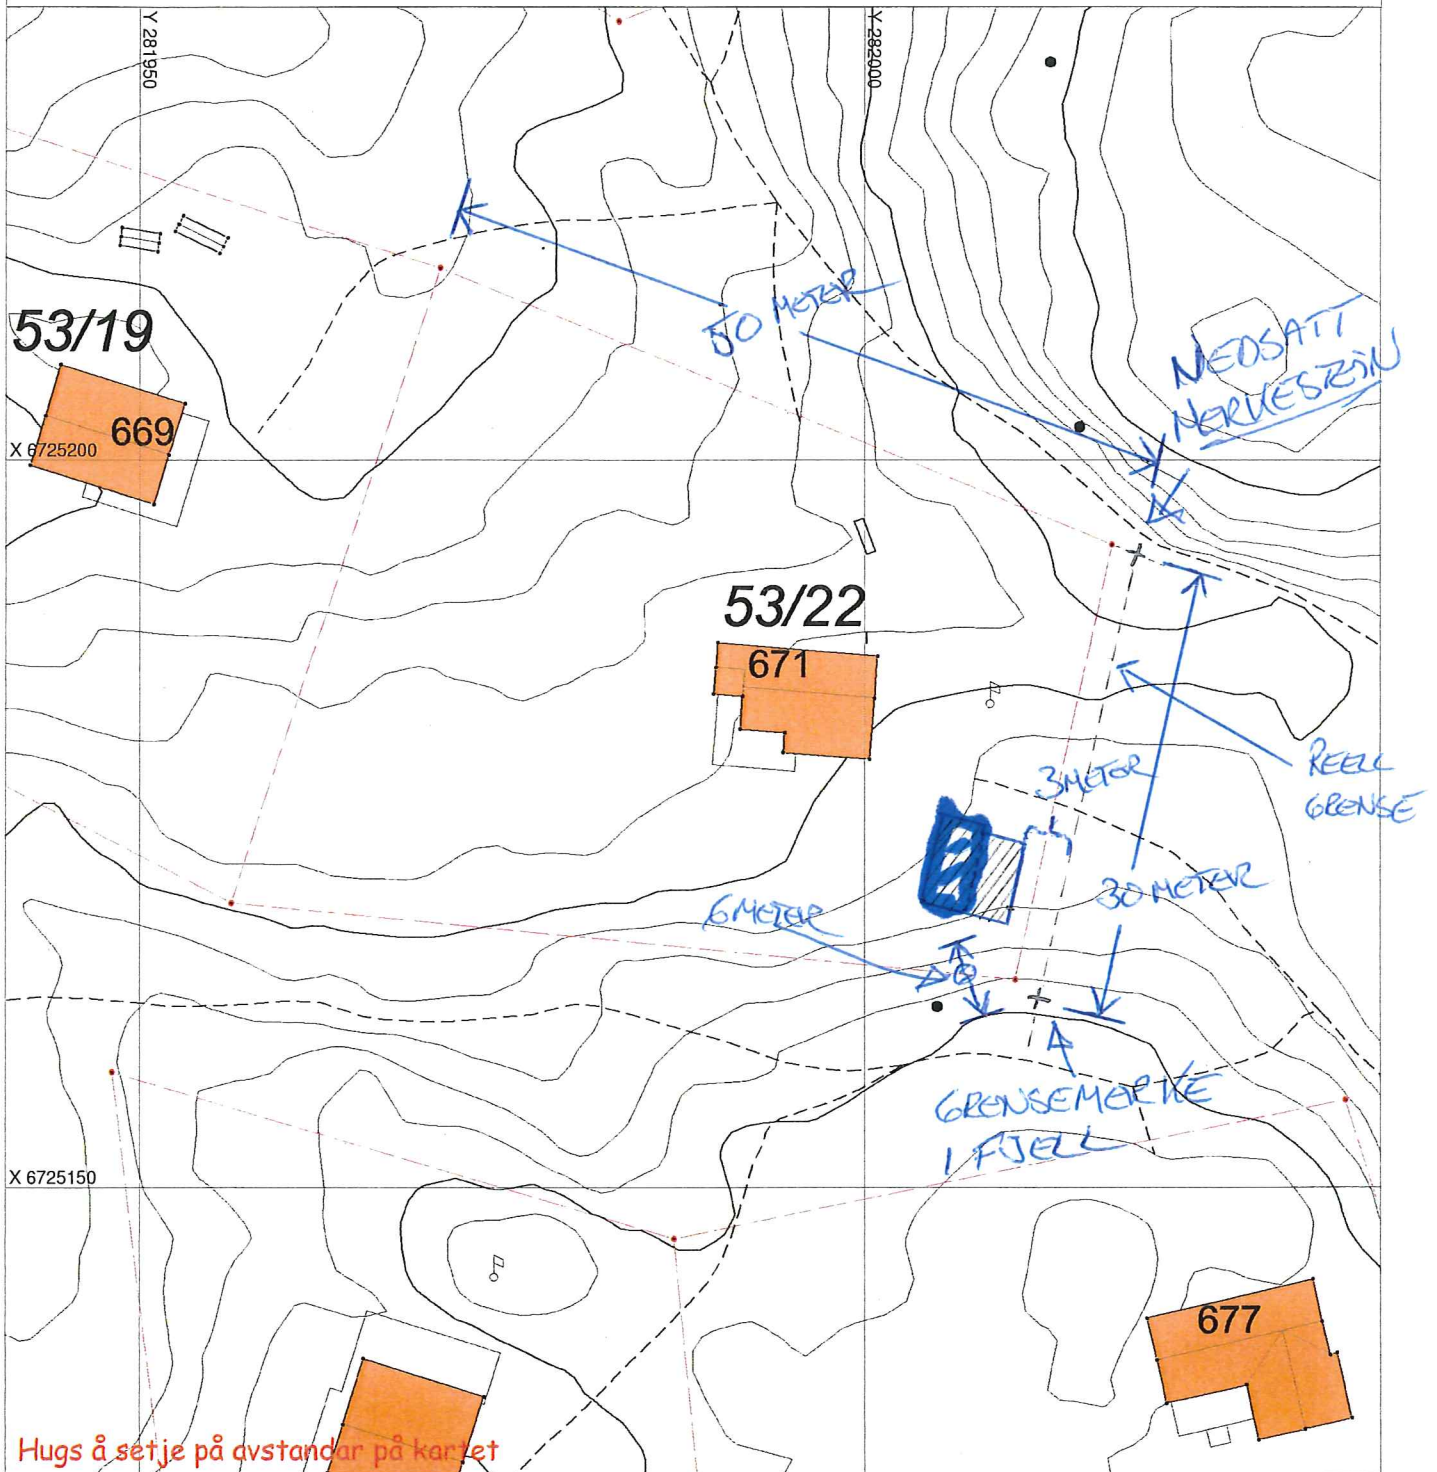 Y 281950
Y 282000
50 METER
NEDSATT
MERKESTEIN
53/19
669
X 6725200
53/22
671
REELL
GRENSE
3 METER
30 METER
6 METER
GRENSEMERKE
I FJELL
X 6725150
677
Hugs å setje på avstandar på kartet